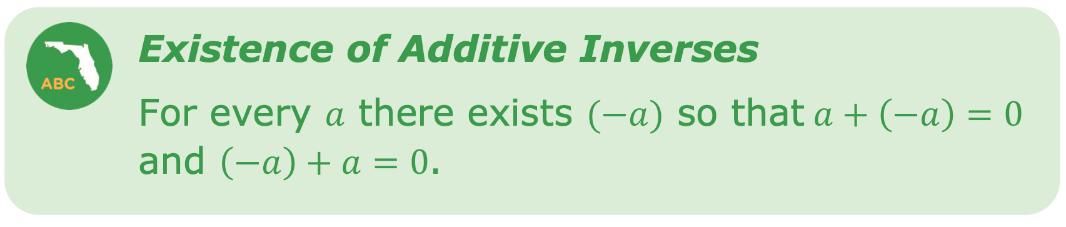 Existence of Additive Inverses
ABC
For every a there exists (−a) so that a + (−a) = 0
and (−a) + a = 0.